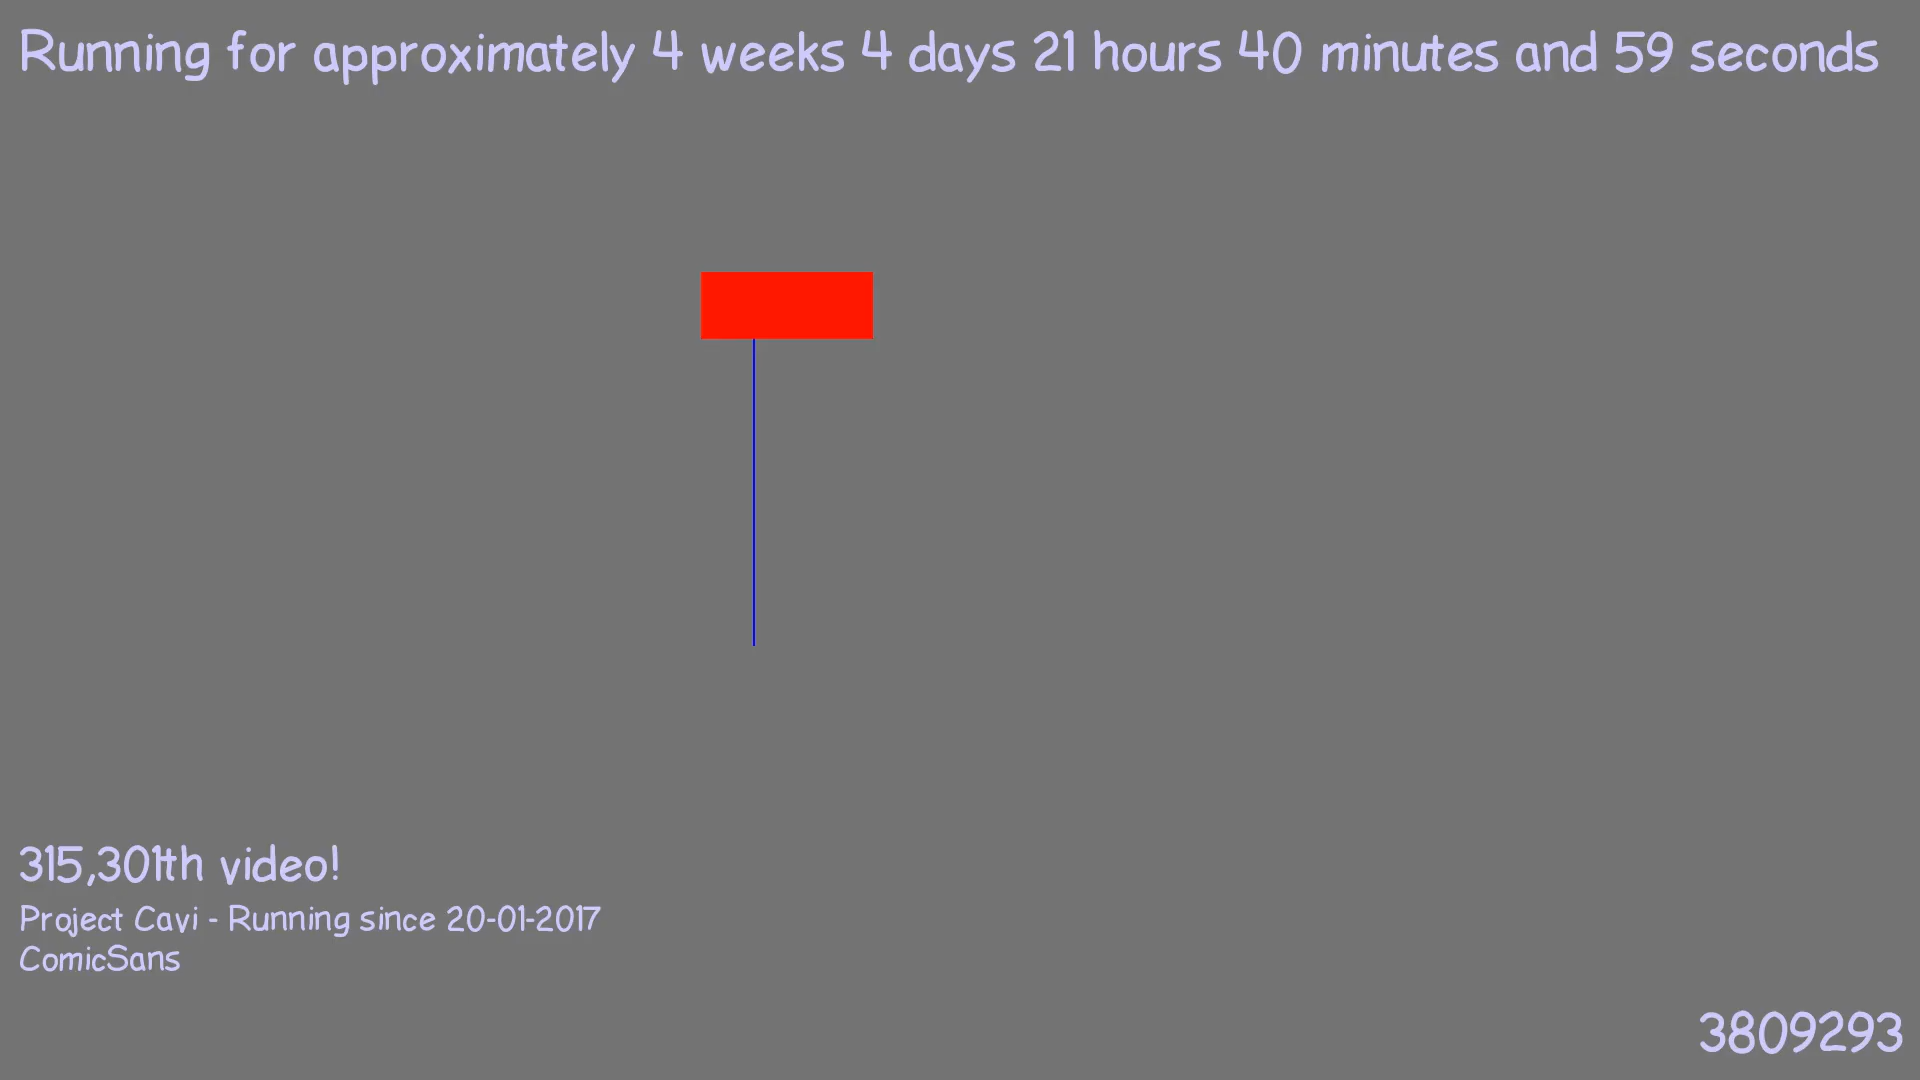 Running for approximately 4 weeks 4 days 21 hours 40 minutes and 59 seconds
315,301th video!
Project Cavi - Running since 20-01-2017
ComicSans
3809293